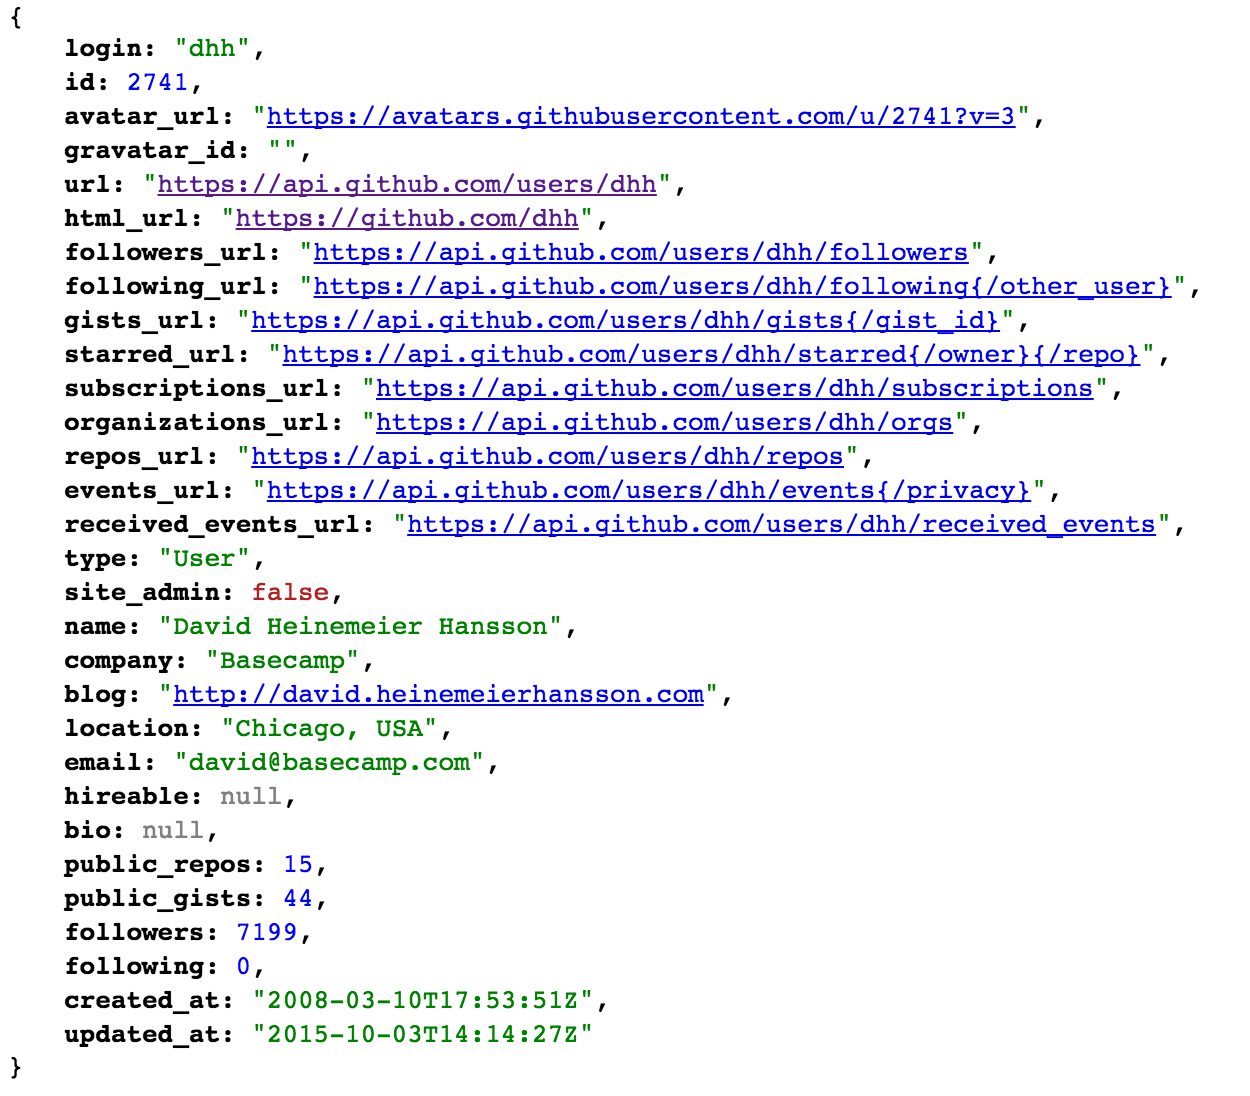 {
login: "dhh",
id: 2741,
avatar_url: "https://avatars.githubusercontent.com/u/2741?v=3",
gravatar_id: "",
url: "https://api.github.com/users/dhh",
html_url: "https://github.com/dhh",
followers_url: "https://api.github.com/users/dhh/followers",
following_url: "https://api.github.com/users/dhh/following{/other_user}",
gists_url: "https://api.github.com/users/dhh/gists{/gist_id}",
starred_url: "https://api.github.com/users/dhh/starred{/owner}{/repo}",
subscriptions_url: "https://api.github.com/users/dhh/subscriptions",
organizations_url: "https://api.github.com/users/dhh/orgs",
repos_url: "https://api.github.com/users/dhh/repos",
events_url: "https://api.github.com/users/dhh/events{/privacy}",
received_events_url: "https://api.github.com/users/dhh/received_events",
type: "User",
site_admin: false,
name: "David Heinemeier Hansson",
company: "Basecamp",
blog: "http://david.heinemeierhansson.com",
location: "Chicago, USA",
email: "david@basecamp.com",
hireable: null,
bio: null,
public_repos: 15,
public_gists: 44,
followers: 7199,
following: 0,
created_at: "2008-03-10T17:53:51Z",
updated_at: "2015-10-03T14:14:27Z"
}